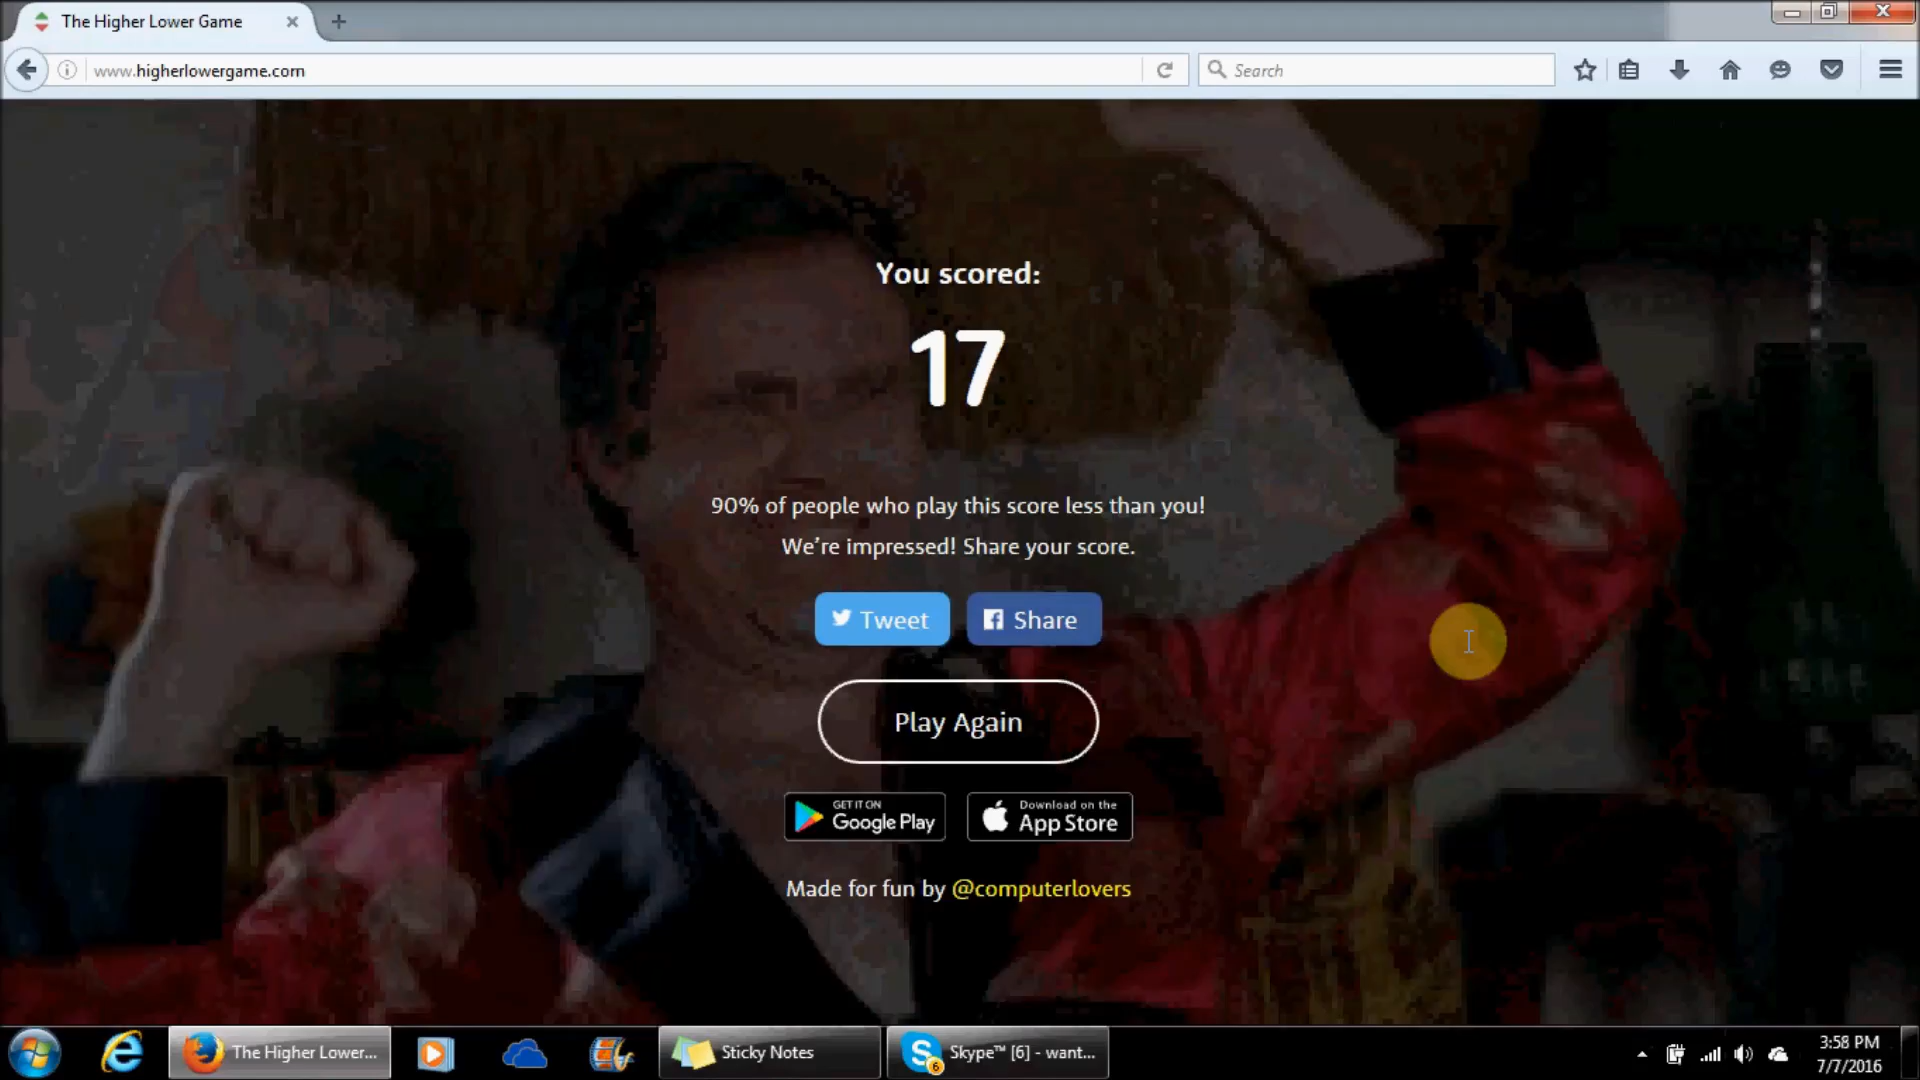 The Higher Lower Game
www.higherlowergame.com
Search
You scored:
17
90% of people who play this score less than you!
We're impressed! Share your score.
Tweet
Share
Play Again
GET IT ON
Google Play
Download on the
App Store
Made for fun by @computerlovers
The Higher Lower...
Sticky Notes
6
Skype™ [6] - want...
3:58 PM
7/7/2016